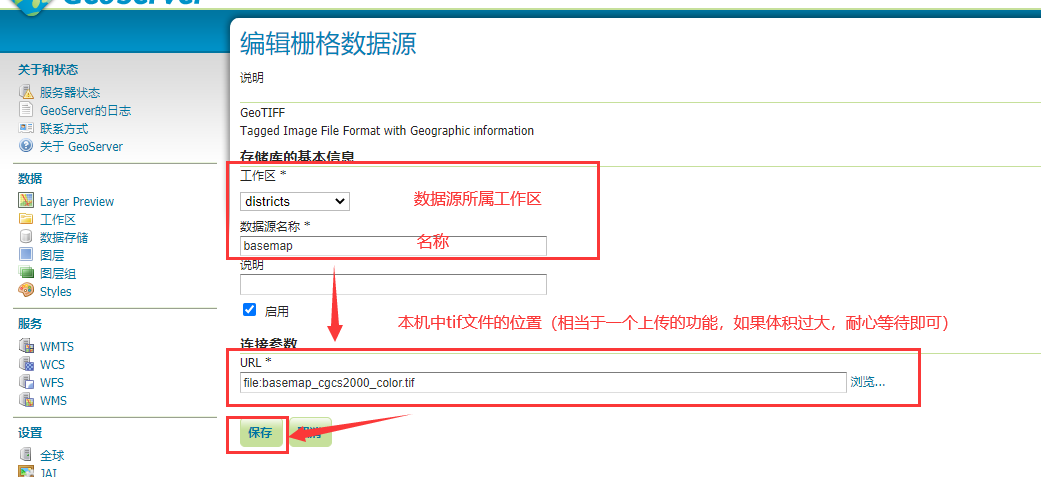 GeoServer
编辑栅格数据源
说明
GeoTIFF
Tagged Image File Format with Geographic information
存储库的基本信息
工作区 *
districts
数据源所属工作区
数据源名称 *
basemap
名称
说明
启用
本机中tif文件的位置（相当于一个上传的功能，如果体积过大，耐心等待即可）
连接参数
URL *
file:basemap_cgcs2000_color.tif
浏览...
保存
取消
关于和状态
服务器状态
GeoServer的日志
联系方式
关于 GeoServer
数据
Layer Preview
工作区
数据存储
图层
图层组
Styles
服务
WMTS
WCS
WFS
WMS
设置
全球
JAI